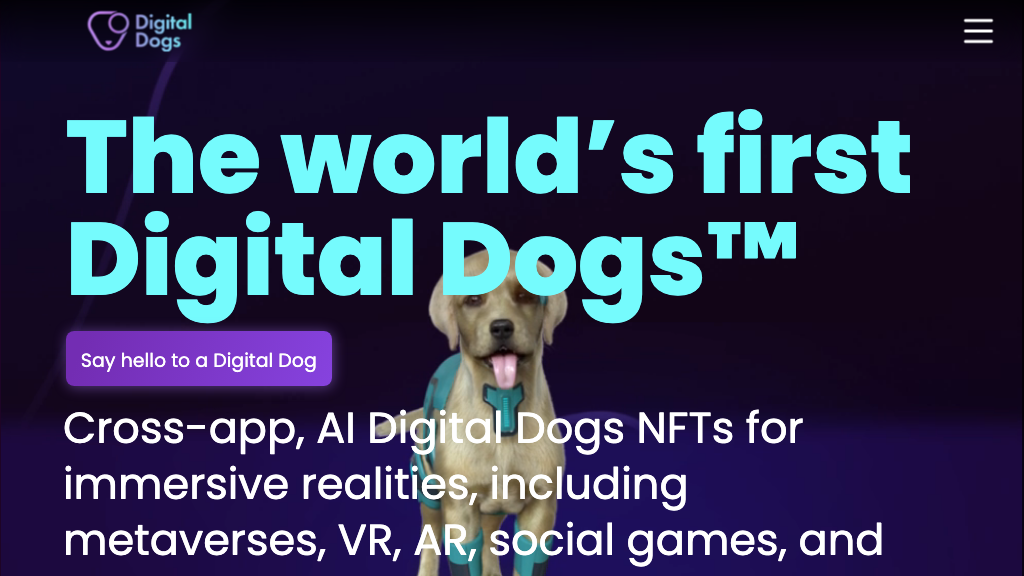 Digital
Dogs
The world’s first
Digital Dogs™
Say hello to a Digital Dog
Cross-app, AI Digital Dogs NFTs for
immersive realities, including
metaverses, VR, AR, social games, and